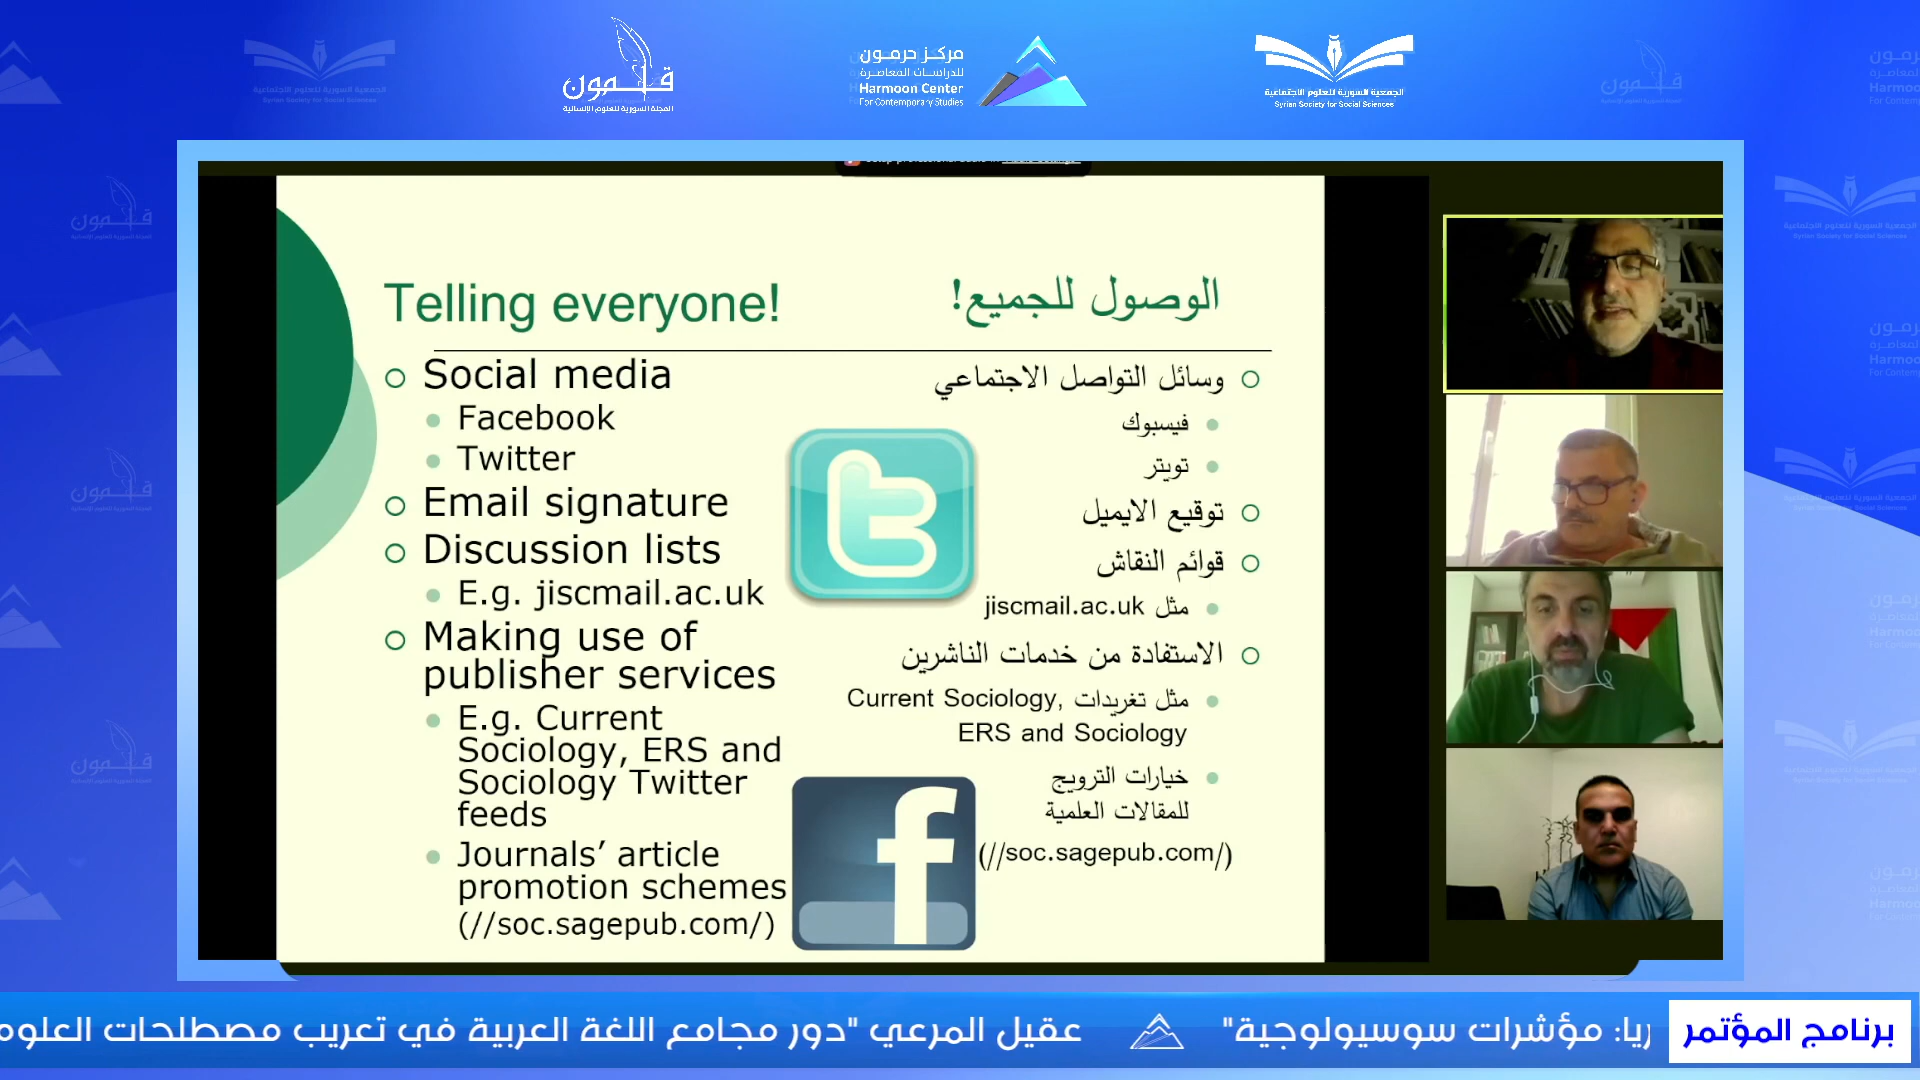 قلمون
المجلة السورية للعلوم الإنسانية
مركز حرمون
للدراسات المعاصرة
Harmoon Center
For Contemporary Studies
الجمعية السورية للعلوم الاجتماعية
Syrian Society for Social Sciences
Telling everyone!
Social media
Facebook
Twitter
Email signature
Discussion lists
E.g. jiscmail.ac.uk
Making use of
publisher services
E.g. Current
Sociology, ERS and
Sociology Twitter
feeds
Journals’ article
promotion schemes
(//soc.sagepub.com/)
الوصول للجميع!
وسائل التواصل الاجتماعي
فيسبوك
تويتر
توقيع الايميل
قوائم النقاش
مثل jiscmail.ac.uk
الاستفادة من خدمات الناشرين
مثل تغريدات Current Sociology,
ERS and Sociology
خيارات الترويج
للمقالات العلمية
(//soc.sagepub.com/)
برنامج المؤتمر
ريا: مؤشرات سوسيولوجية"
عقيل المرعي "دور مجامع اللغة العربية في تعريب مصطلحات العلوم